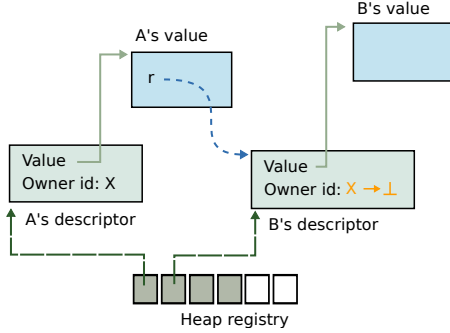 B's value
A's value
r
Value
Owner id: X
A's descriptor
Value
Owner id: X → ⊥
B's descriptor
Heap registry